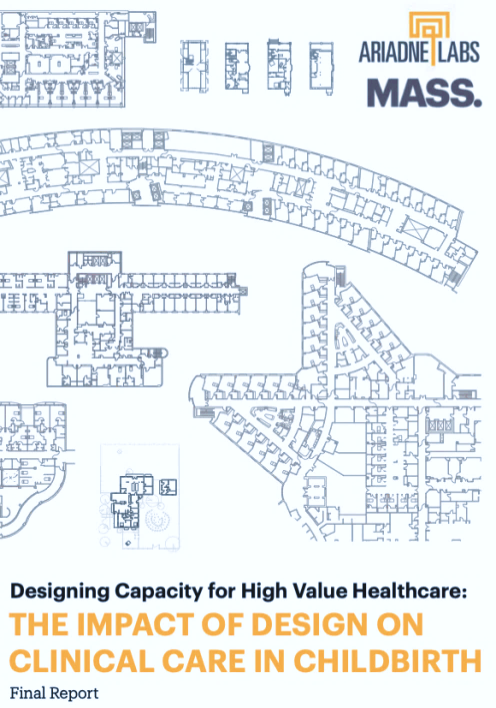 ARIADNE LABS
MASS.
Designing Capacity for High Value Healthcare:
THE IMPACT OF DESIGN ON
CLINICAL CARE IN CHILDBIRTH
Final Report